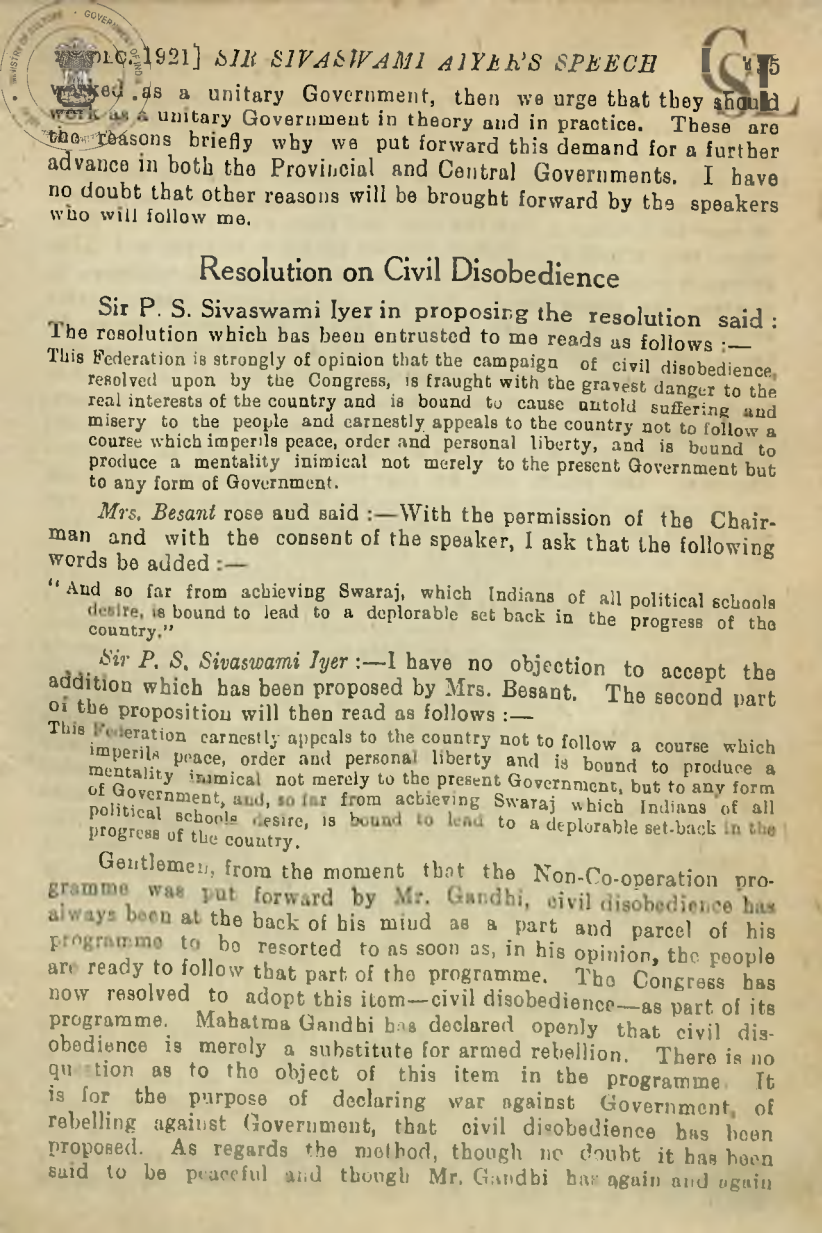 DEC. 1921] SIR SIVASWAMI AIYER'S SPEECH
worked as a unitary Government, then we urge that they should
work as a unitary Government in theory and in practice. These are
the reasons briefly why we put forward this demand for a further
advance in both the Provincial and Central Governments. I have
no doubt that other reasons will be brought forward by the speakers
who will follow me.
Resolution on Civil Disobedience
Sir P. S. Sivaswami Iyer in proposing the resolution said :
The resolution which has been entrusted to me reads as follows :—
This Federation is strongly of opinion that the campaign of civil disobedience,
resolved upon by the Congress, is fraught with the gravest danger to the
real interests of the country and is bound to cause untold suffering and
misery to the people and earnestly appeals to the country not to follow a
course which imperils peace, order and personal liberty, and is bound to
produce a mentality inimical not merely to the present Government but
to any form of Government.
Mrs. Besant rose and said :—With the permission of the Chair-
man and with the consent of the speaker, I ask that the following
words be added :—
"And so far from achieving Swaraj, which Indians of all political schools
desire, is bound to lead to a deplorable set back in the progress of the
country."
Sir P. S. Sivaswami Iyer :—I have no objection to accept the
addition which has been proposed by Mrs. Besant. The second part
of the proposition will then read as follows :—
This Federation earnestly appeals to the country not to follow a course which
imperils peace, order and personal liberty and is bound to produce a
mentality inimical not merely to the present Government, but to any form
of Government, and, so far from achieving Swaraj which Indians of all
political schools desire, is bound to lead to a deplorable set-back in the
progress of the country.
Gentlemen, from the moment that the Non-Co-operation pro-
gramme was put forward by Mr. Gandhi, civil disobedience has
always been at the back of his mind as a part and parcel of his
programme to be resorted to as soon as, in his opinion, the people
are ready to follow that part of the programme. The Congress has
now resolved to adopt this item—civil disobedience—as part of its
programme. Mahatma Gandhi has declared openly that civil dis-
obedience is merely a substitute for armed rebellion. There is no
question as to the object of this item in the programme. It
is for the purpose of declaring war against Government, of
rebelling against Government, that civil disobedience has been
proposed. As regards the method, though no doubt it has been
said to be peaceful and though Mr. Gandhi has again and again